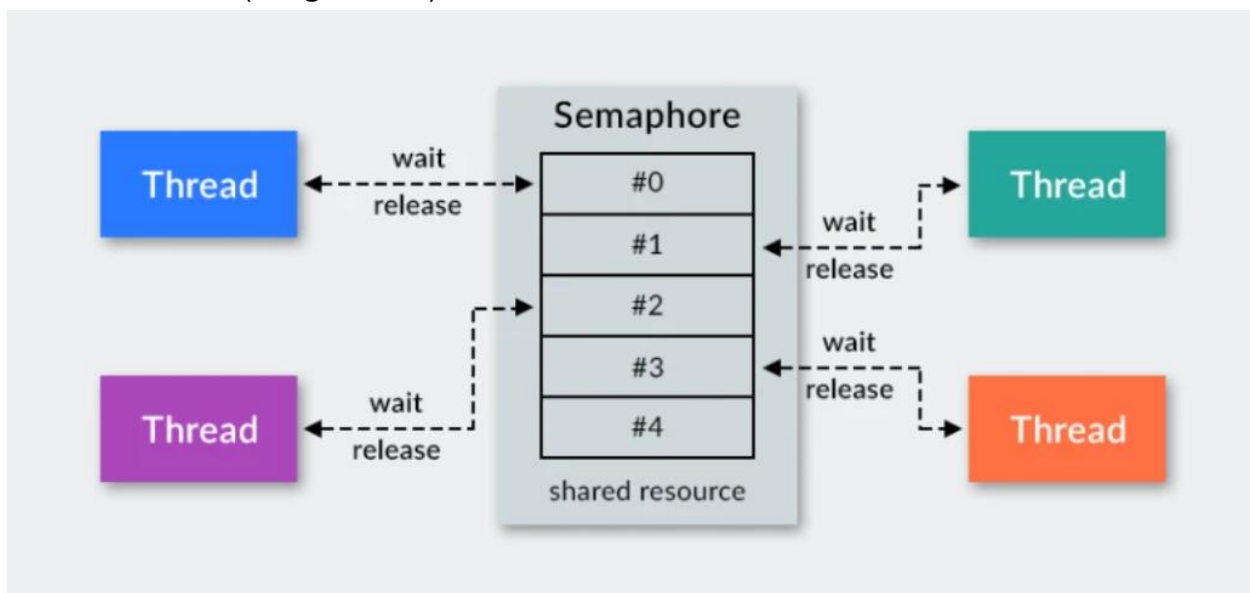 Semaphore
Thread
wait
release
#0
#1
#2
#3
#4
shared resource
wait
release
Thread
Thread
wait
release
wait
release
Thread